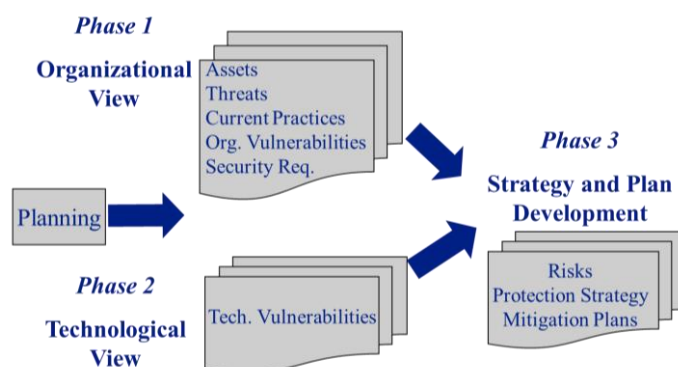 Phase 1
Organizational
View
Assets
Threats
Current Practices
Org. Vulnerabilities
Security Req.
Planning
Phase 2
Technological
View
Tech. Vulnerabilities
Phase 3
Strategy and Plan
Development
Risks
Protection Strategy
Mitigation Plans